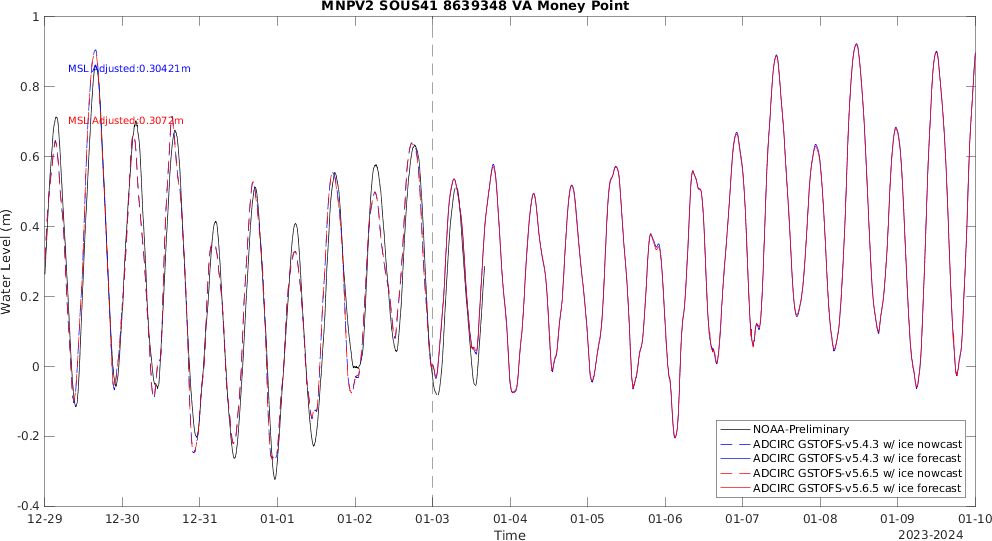 MNPV2 SOUS41 8639348 VA Money Point
1
0.8
0.6
0.4
0.2
0
-0.2
-0.4
Water Level (m)
MSL Adjusted:0.30421m
MSL Adjusted:0.3072m
NOAA-Preliminary
ADCIRC GSTOFS-v5.4.3 w/ ice nowcast
ADCIRC GSTOFS-v5.4.3 w/ ice forecast
ADCIRC GSTOFS-v5.6.5 w/ ice nowcast
ADCIRC GSTOFS-v5.6.5 w/ ice forecast
12-29 12-30 12-31 01-01 01-02 01-03 01-04 01-05 01-06 01-07 01-08 01-09 01-10
Time
2023-2024